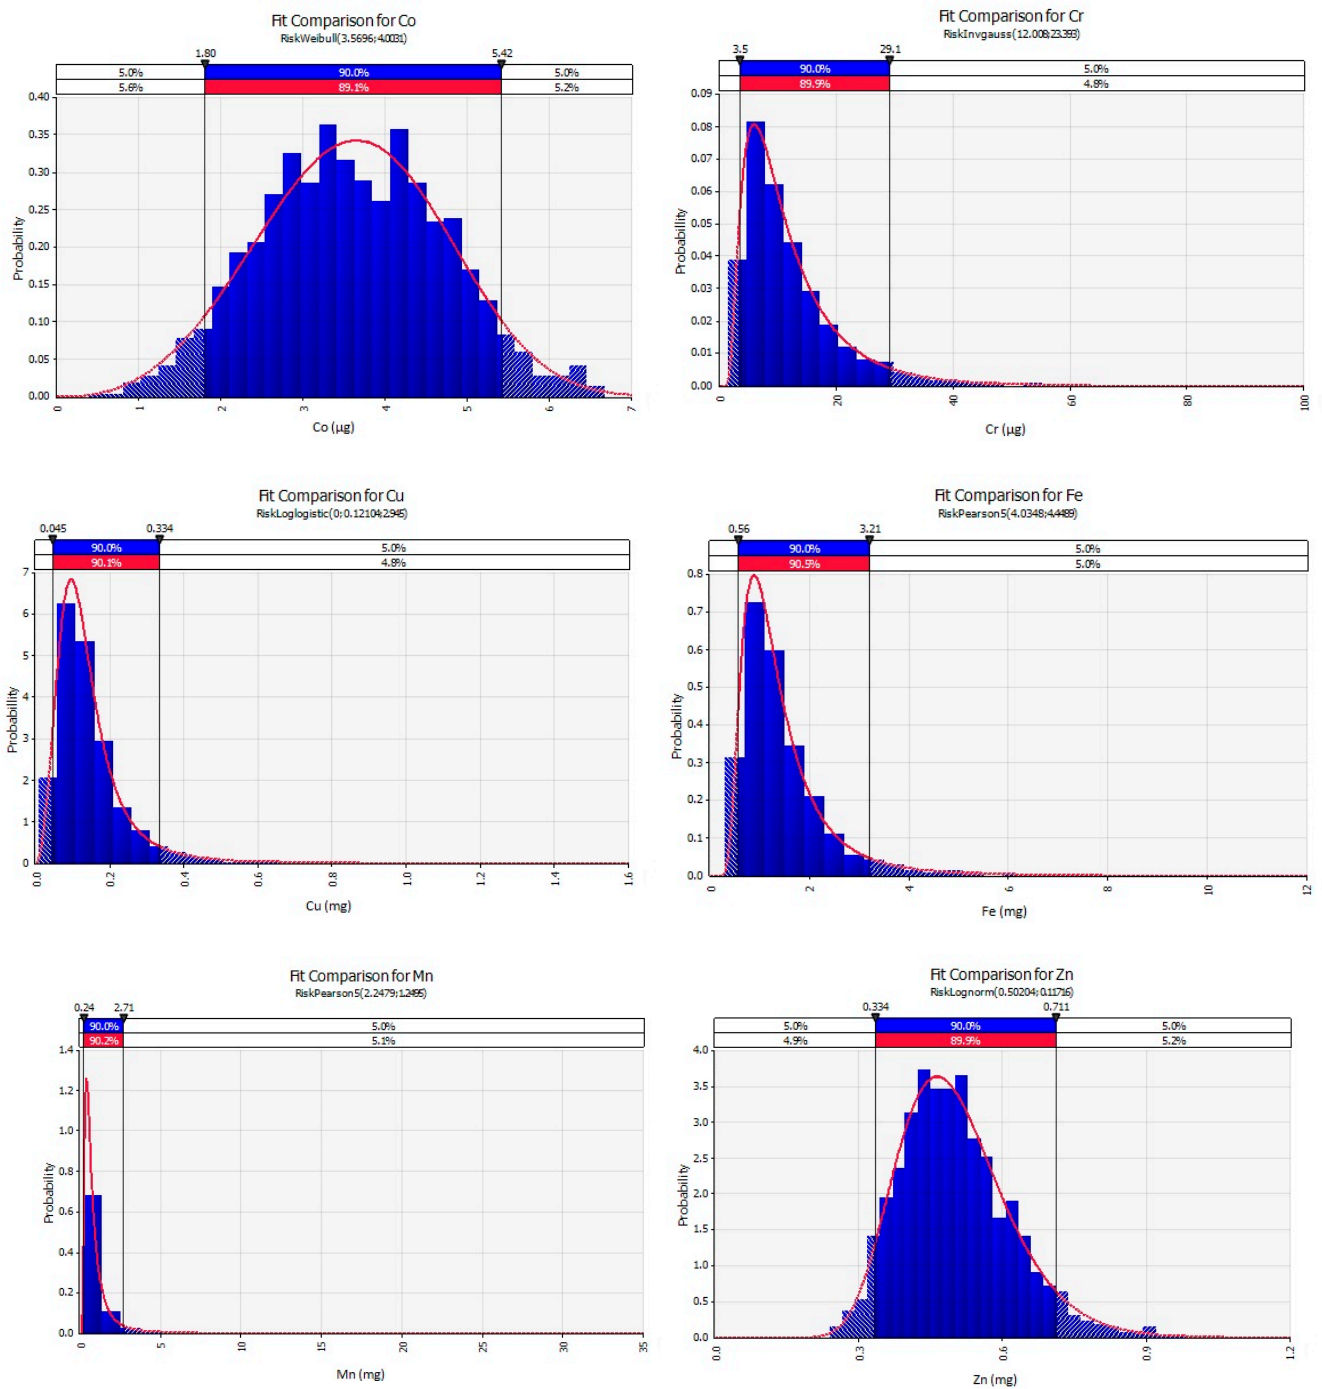 Fit Comparison for Co
RiskWeibull(3.5696;4.0031)
1.80 5.42
5.0% 90.0% 5.0%
5.6% 89.1% 5.2%
0.40
0.35
0.30
0.25
0.20
0.15
0.10
0.05
0.00
Probability
0 1 2 3 4 5 6 7
Co (µg)
Fit Comparison for Cr
RiskInvgauss(12.008;23.393)
3.5 29.1
90.0% 5.0%
89.9% 4.8%
0.09
0.08
0.07
0.06
0.05
0.04
0.03
0.02
0.01
0.00
Probability
0 20 40 60 80 100
Cr (µg)
Fit Comparison for Cu
RiskLoglogistic(0;0.12104;2.945)
0.045 0.334
90.0% 5.0%
90.1% 4.8%
7
6
5
4
3
2
1
0
Probability
0.0 0.2 0.4 0.6 0.8 1.0 1.2 1.4 1.6
Cu (mg)
Fit Comparison for Fe
RiskPearson5(4.0348;4.4489)
0.56 3.21
90.0% 5.0%
90.5% 5.0%
0.8
0.7
0.6
0.5
0.4
0.3
0.2
0.1
0.0
Probability
0 2 4 6 8 10 12
Fe (mg)
Fit Comparison for Mn
RiskPearson5(2.2479;1.2495)
0.24 2.71
90.0% 5.0%
90.2% 5.1%
1.4
1.2
1.0
0.8
0.6
0.4
0.2
0.0
Probability
0 5 10 15 20 25 30 35
Mn (mg)
Fit Comparison for Zn
RiskLognorm(0.50204;0.11716)
0.334 0.711
5.0% 90.0% 5.0%
4.9% 89.9% 5.2%
4.0
3.5
3.0
2.5
2.0
1.5
1.0
0.5
0.0
Probability
0.0 0.3 0.6 0.9 1.2
Zn (mg)